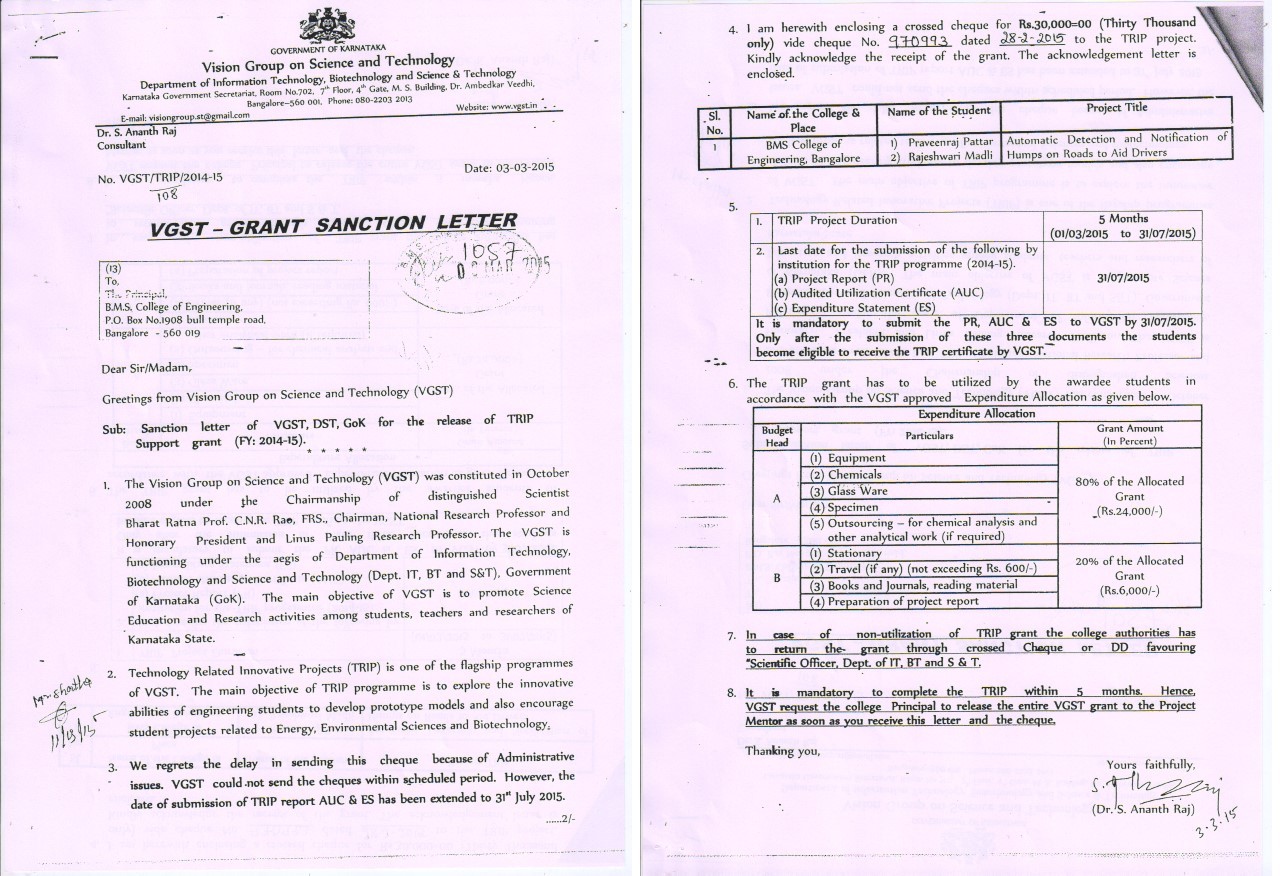 GOVERNMENT OF KARNATAKA
Vision Group on Science and Technology
Department of Information Technology, Biotechnology and Science & Technology
Karnataka Government Secretariat, Room No.702, 7th Floor, 4th Gate, M. S. Building, Dr. Ambedkar Veedhi,
Bangalore-560 001, Phone: 080-2203 2013
E-mail: visiongroup.st@gmail.com Website: www.vgst.in
Dr. S. Ananth Raj
Consultant
Date: 03-03-2015
No. VGST/TRIP/2014-15
108
VGST – GRANT SANCTION LETTER
1057
03 MAR 2015
(13)
To,
The Principal,
B.M.S. College of Engineering,
P.O. Box No.1908 bull temple road,
Bangalore - 560 019
Dear Sir/Madam,
Greetings from Vision Group on Science and Technology (VGST)
Sub: Sanction letter of VGST, DST, GoK for the release of TRIP
Support grant (FY: 2014-15).
* * * * *
1. The Vision Group on Science and Technology (VGST) was constituted in October
2008 under the Chairmanship of distinguished Scientist
Bharat Ratna Prof. C.N.R. Rao, FRS., Chairman, National Research Professor and
Honorary President and Linus Pauling Research Professor. The VGST is
functioning under the aegis of Department of Information Technology,
Biotechnology and Science and Technology (Dept. IT, BT and S&T), Government
of Karnataka (GoK). The main objective of VGST is to promote Science
Education and Research activities among students, teachers and researchers of
Karnataka State.
2. Technology Related Innovative Projects (TRIP) is one of the flagship programmes
of VGST. The main objective of TRIP programme is to explore the innovative
abilities of engineering students to develop prototype models and also encourage
student projects related to Energy, Environmental Sciences and Biotechnology.
11/03/15
3. We regrets the delay in sending this cheque because of Administrative
issues. VGST could not send the cheques within scheduled period. However, the
date of submission of TRIP report AUC & ES has been extended to 31st July 2015.
.....2/-
4. I am herewith enclosing a crossed cheque for Rs.30,000=00 (Thirty Thousand
only) vide cheque No. 970993 dated 28-2-2015 to the TRIP project.
Kindly acknowledge the receipt of the grant. The acknowledgement letter is
enclosed.
Sl. No. Name of the College & Place Name of the Student Project Title
1 BMS College of Engineering, Bangalore 1) Praveenraj Pattar 2) Rajeshwari Madli Automatic Detection and Notification of Humps on Roads to Aid Drivers
5.
1. TRIP Project Duration 5 Months
(01/03/2015 to 31/07/2015)
2. Last date for the submission of the following by
institution for the TRIP programme (2014-15).
(a) Project Report (PR) 31/07/2015
(b) Audited Utilization Certificate (AUC)
(c) Expenditure Statement (ES)
It is mandatory to submit the PR, AUC & ES to VGST by 31/07/2015.
Only after the submission of these three documents the students
become eligible to receive the TRIP certificate by VGST.
6. The TRIP grant has to be utilized by the awardee students in
accordance with the VGST approved Expenditure Allocation as given below.
Expenditure Allocation
Budget Head Particulars Grant Amount (In Percent)
A
(1) Equipment
(2) Chemicals
(3) Glass Ware
(4) Specimen
(5) Outsourcing – for chemical analysis and
other analytical work (if required)
80% of the Allocated
Grant
(Rs.24,000/-)
B
(1) Stationary
(2) Travel (if any) (not exceeding Rs. 600/-)
(3) Books and Journals, reading material
(4) Preparation of project report
20% of the Allocated
Grant
(Rs.6,000/-)
7. In case of non-utilization of TRIP grant the college authorities has
to return the grant through crossed Cheque or DD favouring
"Scientific Officer, Dept. of IT, BT and S & T.
8. It is mandatory to complete the TRIP within 5 months. Hence,
VGST request the college Principal to release the entire VGST grant to the Project
Mentor as soon as you receive this letter and the cheque.
Thanking you,
Yours faithfully,
(Dr. S. Ananth Raj)
3.3.15